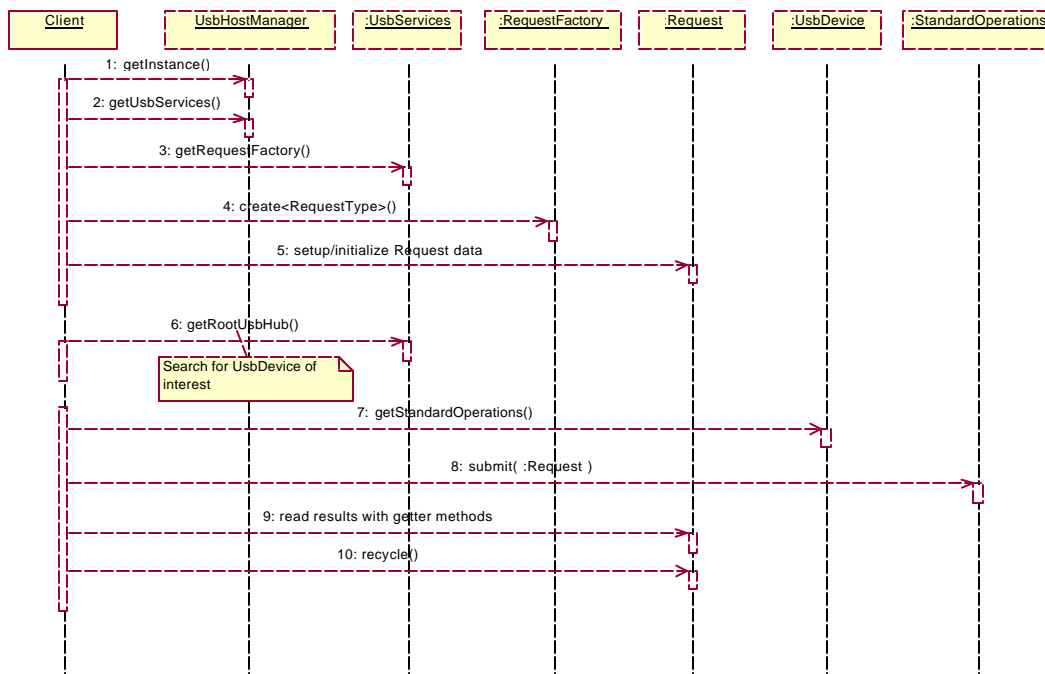 Client
UsbHostManager
:UsbServices
:RequestFactory
:Request
:UsbDevice
:StandardOperations
1: getInstance()
2: getUsbServices()
3: getRequestFactory()
4: create<RequestType>()
5: setup/initialize Request data
6: getRootUsbHub()
Search for UsbDevice of
interest
7: getStandardOperations()
8: submit( :Request )
9: read results with getter methods
10: recycle()